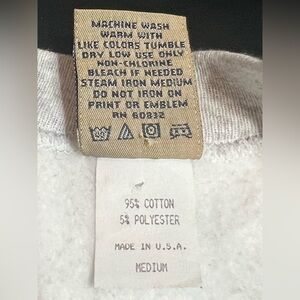 MACHINE WASH
WARM WITH
LIKE COLORS TUMBLE
DRY LOW USE ONLY
NON-CHLORINE
BLEACH IF NEEDED
STEAM IRON MEDIUM
DO NOT IRON ON
PRINT OR EMBLEM
RN 60832
95% COTTON
5% POLYESTER
MADE IN U.S.A.
MEDIUM